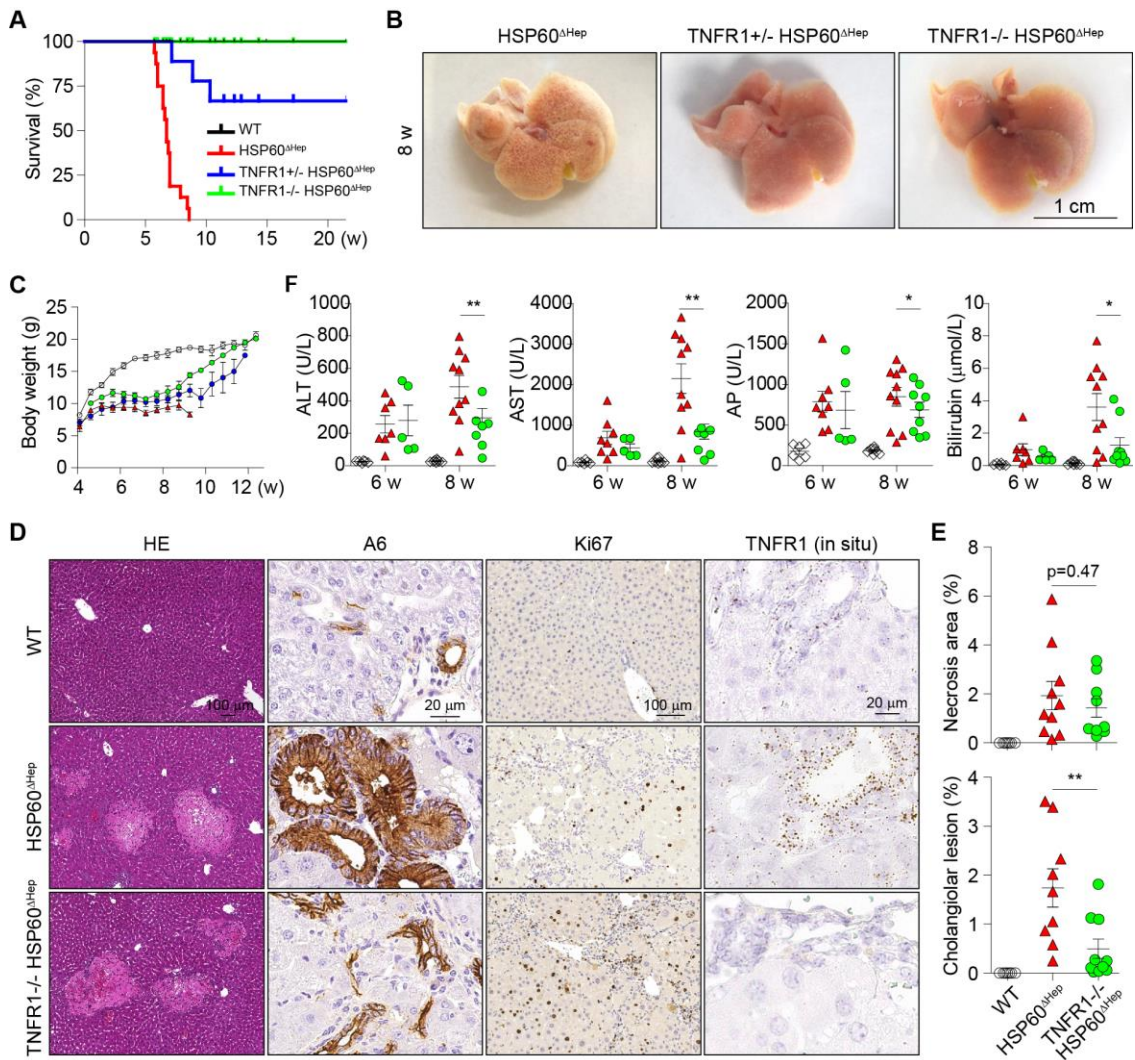 A
Survival (%)
100
75
50
25
0
0 5 10 15 20 (w)
WT
HSP60ΔHep
TNFR1+/- HSP60ΔHep
TNFR1-/- HSP60ΔHep
B
HSP60ΔHep TNFR1+/- HSP60ΔHep TNFR1-/- HSP60ΔHep
8 w
1 cm
C
Body weight (g)
25
20
15
10
5
0
4 6 8 10 12 (w)
F
ALT (U/L)
1000
800
600
400
200
0
**
6 w 8 w
AST (U/L)
4000
3000
2000
1000
0
**
6 w 8 w
AP (U/L)
2000
1500
1000
500
0
*
6 w 8 w
Bilirubin (μmol/L)
10
8
6
4
2
0
*
6 w 8 w
D
HE A6 Ki67 TNFR1 (in situ)
WT
100 μm 20 μm 100 μm 20 μm
HSP60ΔHep
TNFR1-/- HSP60ΔHep
E
Necrosis area (%)
8
6
4
2
0
p=0.47
Cholangiolar lesion (%)
4
3
2
1
0
**
WT
HSP60ΔHep
TNFR1-/-
HSP60ΔHep